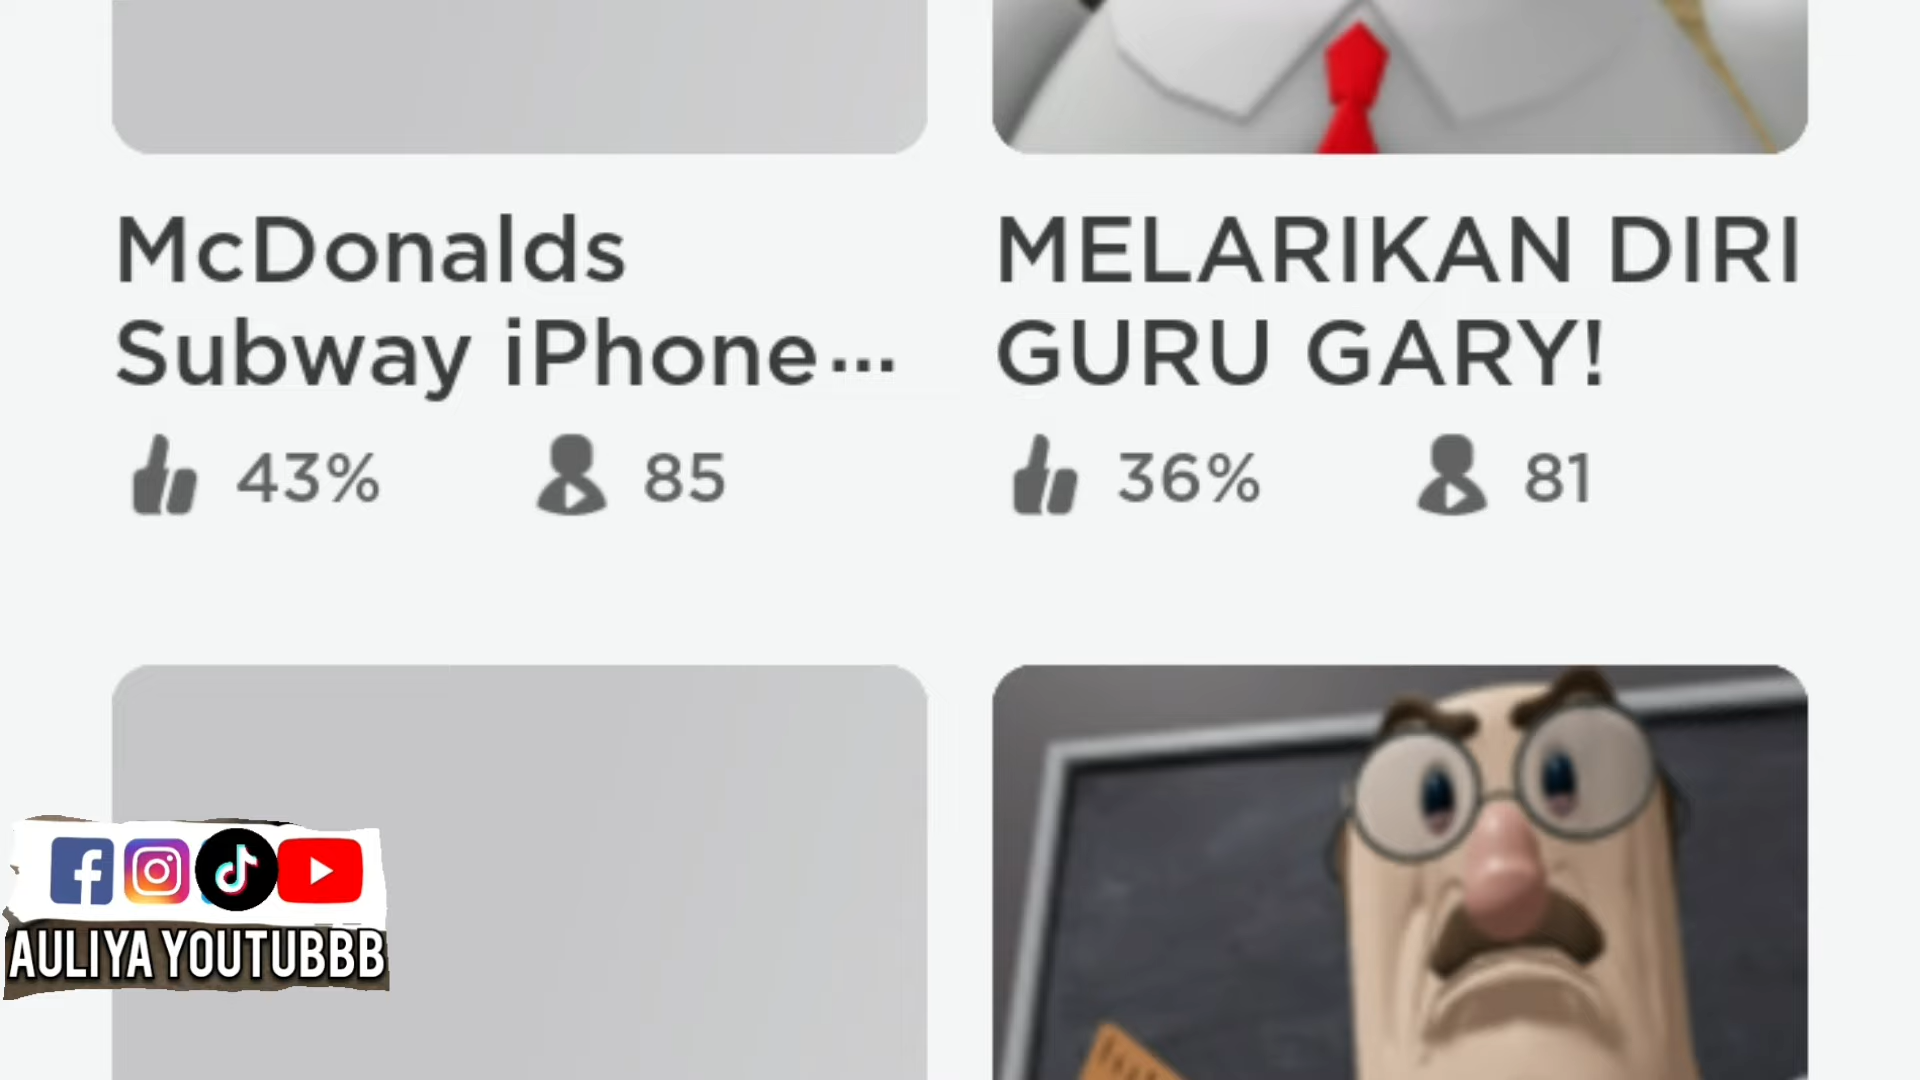 McDonalds
Subway iPhone...
43% 85
MELARIKAN DIRI
GURU GARY!
36% 81
AULIYA YOUTUBBB